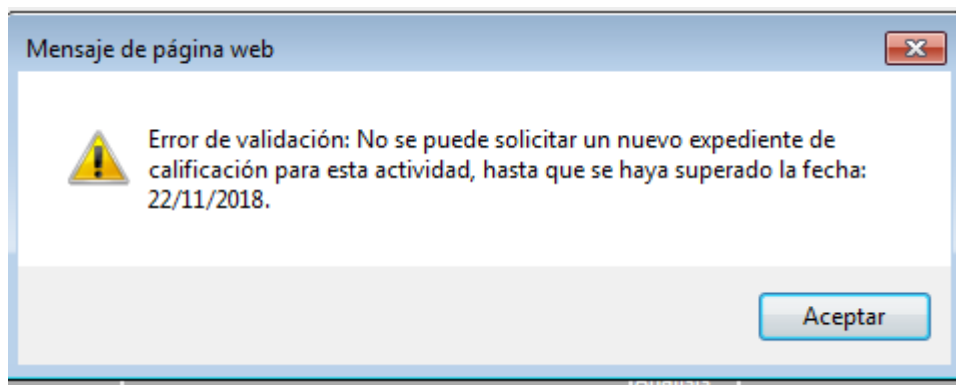 Mensaje de página web
Error de validación: No se puede solicitar un nuevo expediente de
calificación para esta actividad, hasta que se haya superado la fecha:
22/11/2018.
Aceptar